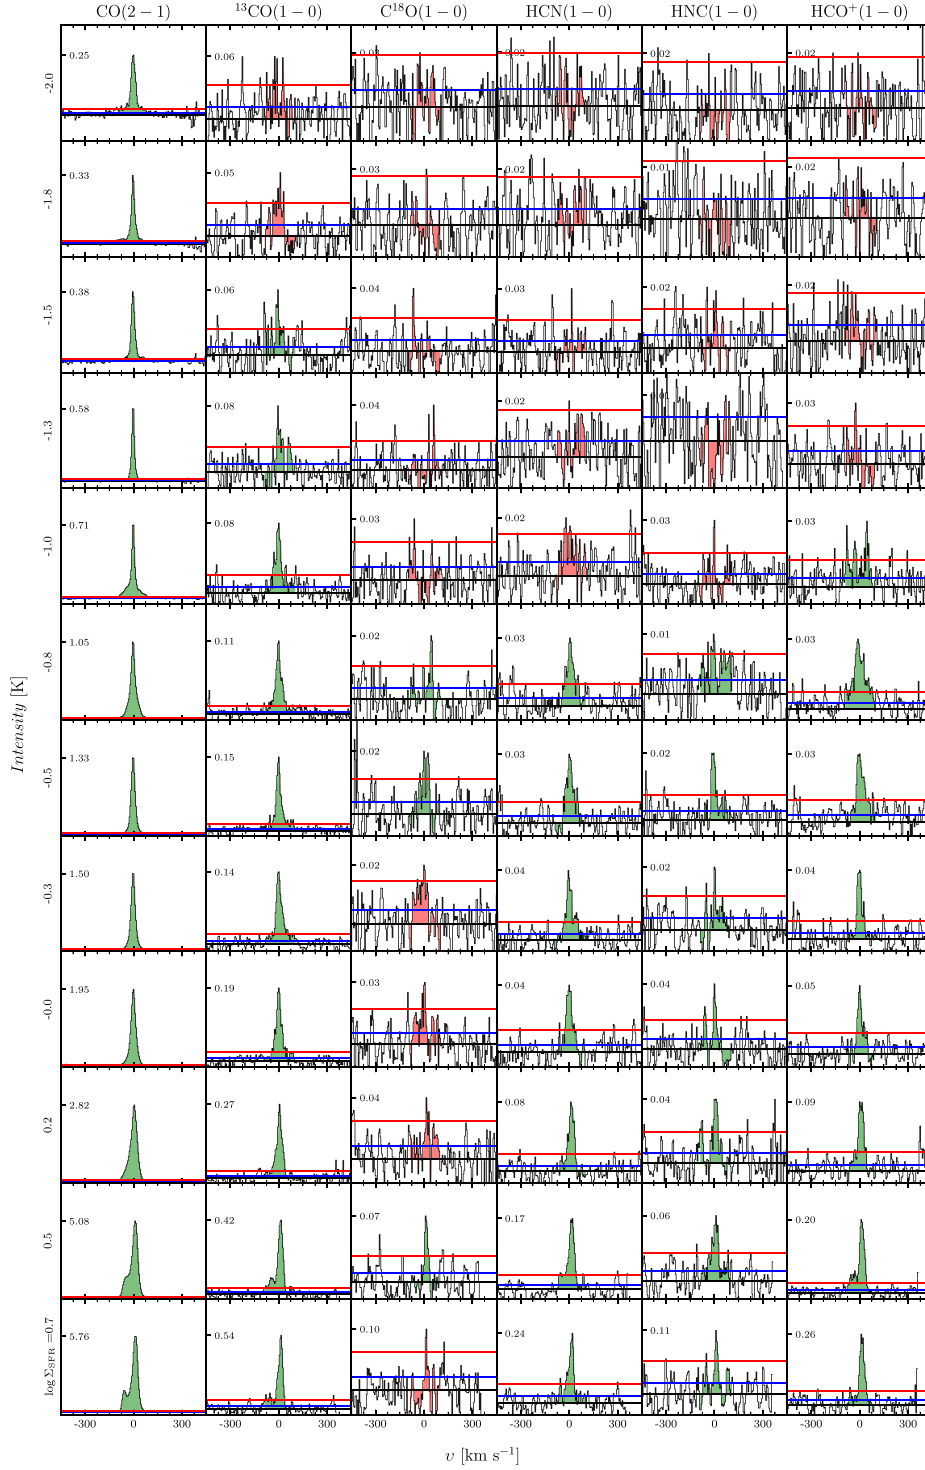 CO(2 − 1) ¹³CO(1 − 0) C¹⁸O(1 − 0) HCN(1 − 0) HNC(1 − 0) HCO⁺(1 − 0)
-2.0 0.25 0.06 0.03 0.02 0.02 0.02
-1.8 0.33 0.05 0.03 0.02 0.01 0.02
-1.5 0.38 0.06 0.04 0.03 0.02 0.02
-1.3 0.58 0.08 0.04 0.02 0.03
-1.0 0.71 0.08 0.03 0.02 0.03 0.03
-0.8 1.05 0.11 0.02 0.03 0.01 0.03
Intensity [K]
-0.5 1.33 0.15 0.02 0.03 0.02 0.03
-0.3 1.50 0.14 0.02 0.04 0.02 0.04
-0.0 1.95 0.19 0.03 0.04 0.04 0.05
0.2 2.82 0.27 0.04 0.08 0.04 0.09
0.5 5.08 0.42 0.07 0.17 0.06 0.20
log Σ_SFR =0.7 5.76 0.54 0.10 0.24 0.11 0.26
-300 0 300 -300 0 300 -300 0 300 -300 0 300 -300 0 300 -300 0 300
υ [km s⁻¹]